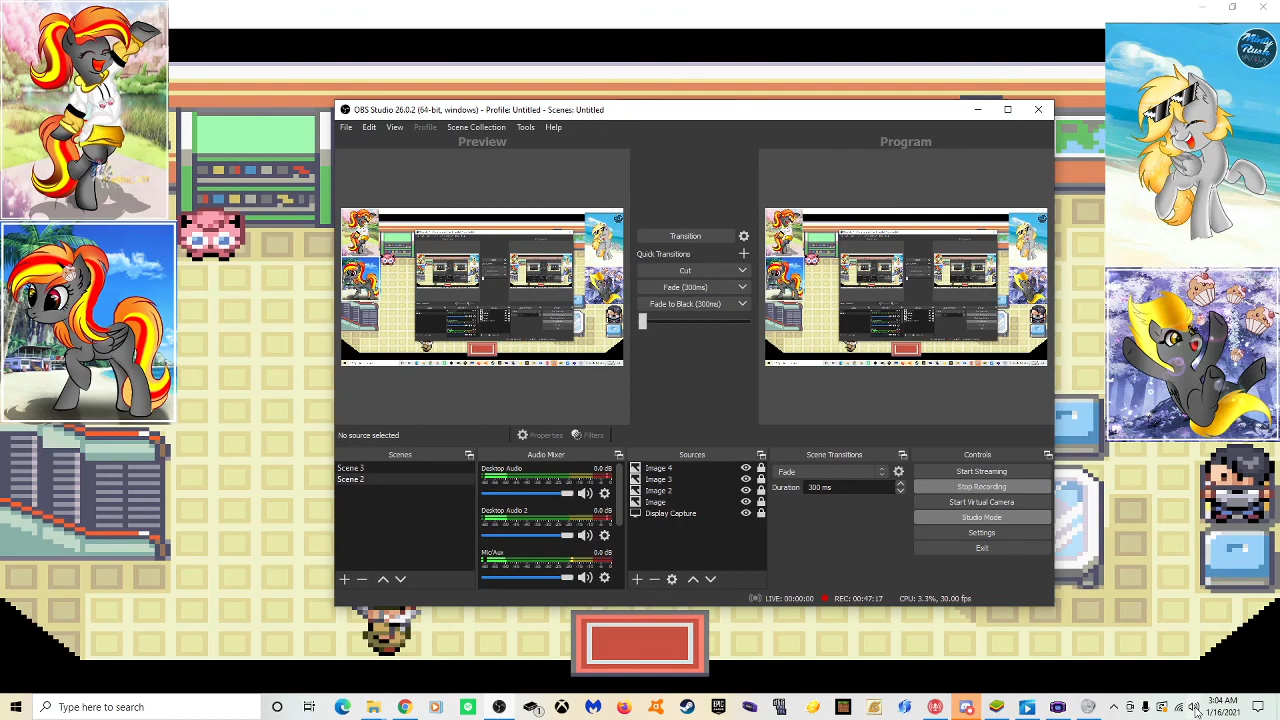 OBS Studio 26.0.2 (64-bit, windows) - Profile: Untitled - Scenes: Untitled
File Edit View Profile Scene Collection Tools Help
Preview
Program
Transition
Quick Transitions
Cut
Fade (300ms)
Fade to Black (300ms)
No source selected
Properties
Filters
Scenes
Audio Mixer
Sources
Scene Transitions
Controls
Scene 3
Scene 2
Desktop Audio 0.0 dB
Desktop Audio 2 0.0 dB
Mic/Aux 0.0 dB
Image 4
Image 3
Image 2
Image
Display Capture
Fade
Duration 300 ms
Start Streaming
Stop Recording
Start Virtual Camera
Studio Mode
Settings
Exit
LIVE: 00:00:00 REC: 00:47:17 CPU: 3.3%, 30.00 fps
Type here to search
3:04 AM
1/16/2021